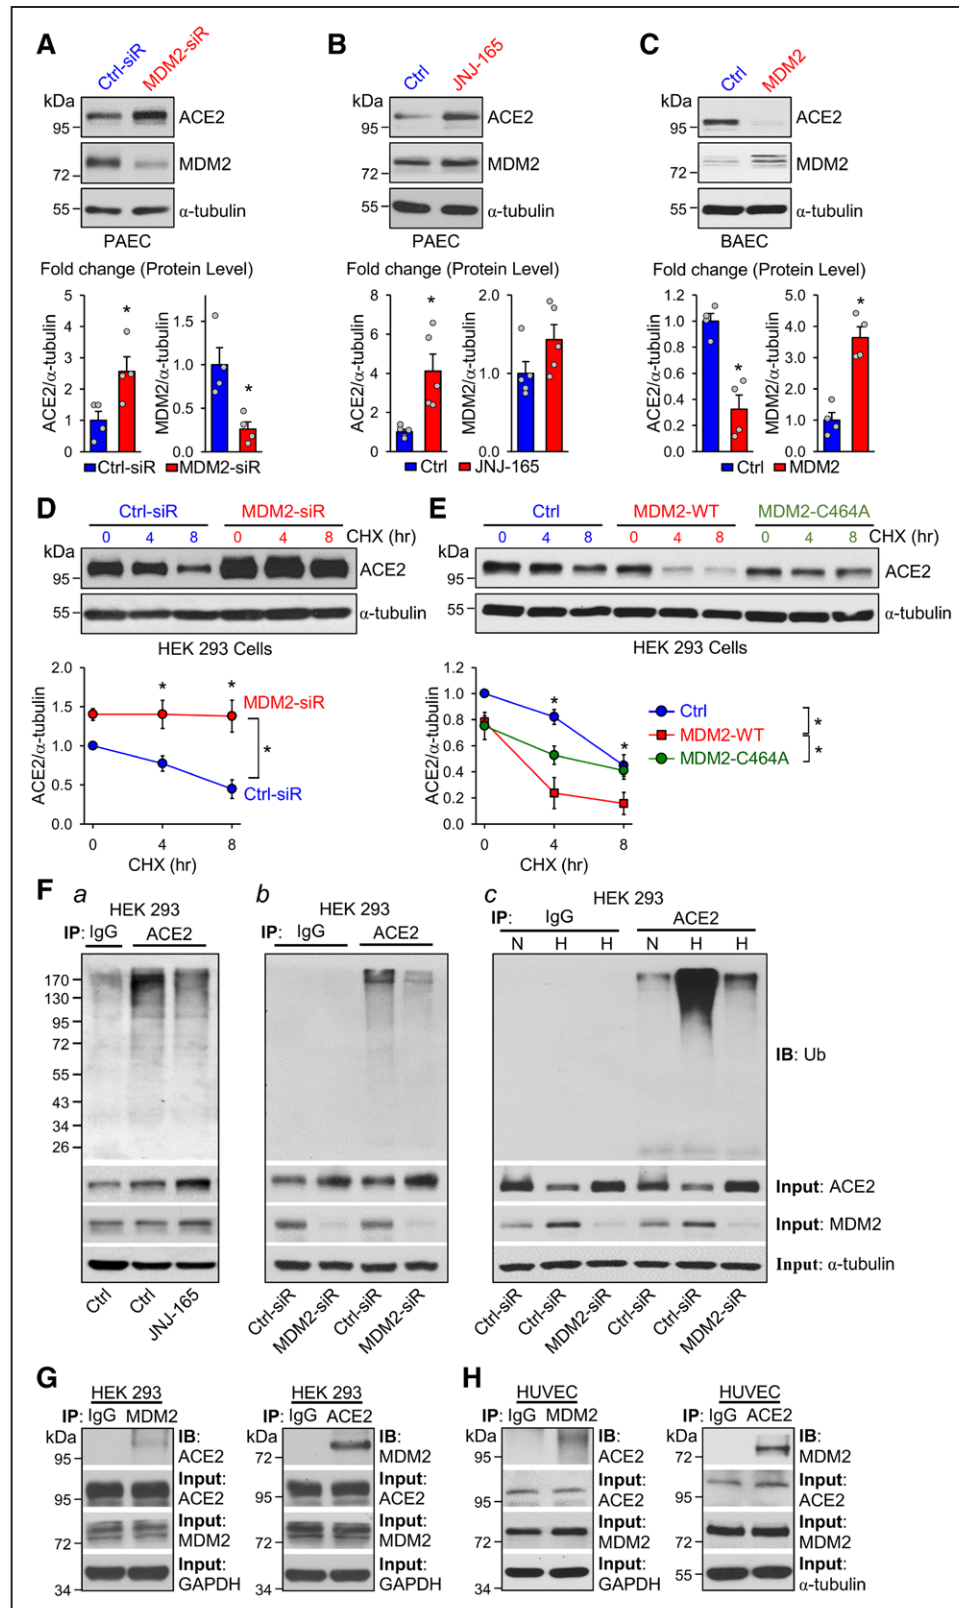 A
Ctrl-siR
MDM2-siR
kDa
95
ACE2
72
MDM2
55
α-tubulin
PAEC
Fold change (Protein Level)
ACE2/α-tubulin
5
4
3
2
1
0
*
MDM2/α-tubulin
1.5
1.0
0.5
0.0
*
Ctrl-siR MDM2-siR
B
Ctrl
JNJ-165
95
ACE2
72
MDM2
55
α-tubulin
PAEC
Fold change (Protein Level)
ACE2/α-tubulin
8
6
4
2
0
*
MDM2/α-tubulin
2.0
1.0
0.0
Ctrl JNJ-165
C
Ctrl
MDM2
kDa
95
ACE2
72
MDM2
55
α-tubulin
BAEC
Fold change (Protein Level)
ACE2/α-tubulin
1.2
1.0
0.8
0.6
0.4
0.2
0.0
*
MDM2/α-tubulin
5.0
4.0
3.0
2.0
1.0
0.0
*
Ctrl MDM2
D
Ctrl-siR MDM2-siR
0 4 8 0 4 8 CHX (hr)
kDa
95
ACE2
55
α-tubulin
HEK 293 Cells
ACE2/α-tubulin
2.0
1.5
1.0
0.5
0.0
* *
MDM2-siR
*
Ctrl-siR
0 4 8
CHX (hr)
E
Ctrl MDM2-WT MDM2-C464A
0 4 8 0 4 8 0 4 8 CHX (hr)
kDa
95
ACE2
55
α-tubulin
HEK 293 Cells
ACE2/α-tubulin
1.2
1.0
0.8
0.6
0.4
0.2
0.0
* *
Ctrl
MDM2-WT
MDM2-C464A
*
*
0 4 8
CHX (hr)
F
a
HEK 293
IP: IgG ACE2
170
130
95
72
55
43
34
26
Ctrl
Ctrl
JNJ-165
b
HEK 293
IP: IgG ACE2
Ctrl-siR
MDM2-siR
Ctrl-siR
MDM2-siR
c
HEK 293
IP: IgG ACE2
N H H N H H
IB: Ub
Input: ACE2
Input: MDM2
Input: α-tubulin
Ctrl-siR
Ctrl-siR
MDM2-siR
Ctrl-siR
Ctrl-siR
MDM2-siR
G
HEK 293
IP: IgG MDM2
kDa
95
IB:
ACE2
95
Input:
ACE2
72
Input:
MDM2
34
Input:
GAPDH
HEK 293
IP: IgG ACE2
72
IB:
MDM2
95
Input:
ACE2
72
Input:
MDM2
34
Input:
GAPDH
H
HUVEC
IP: IgG MDM2
kDa
95
IB:
ACE2
95
Input:
ACE2
72
Input:
MDM2
34
Input:
GAPDH
HUVEC
IP: IgG ACE2
kDa
72
IB:
MDM2
95
Input:
ACE2
72
Input:
MDM2
55
Input:
α-tubulin